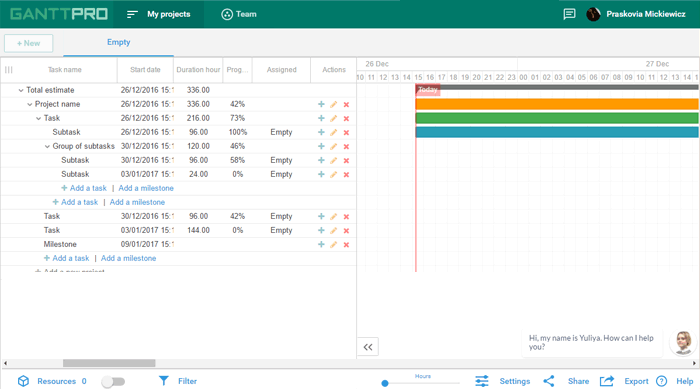 GANTTPRO My projects Team Praskovia Mickiewicz
+ New Empty
26 Dec 27 Dec
Task name Start date Duration hour Prog... Assigned Actions
10 11 12 13 14 15 16 17 18 19 20 21 22 23 00 01 02 03 04 05 06 07 08 09 10 11 12 13 14 1
Total estimate 26/12/2016 15:1 336.00 Today
Project name 26/12/2016 15:1 336.00 42%
Task 26/12/2016 15:1 216.00 73%
Subtask 26/12/2016 15:1 96.00 100% Empty
Group of subtasks 30/12/2016 15:1 120.00 46%
Subtask 30/12/2016 15:1 96.00 58% Empty
Subtask 03/01/2017 15:1 24.00 0% Empty
+ Add a task | Add a milestone
+ Add a task | Add a milestone
Task 30/12/2016 15:1 96.00 42% Empty
Task 03/01/2017 15:1 144.00 0% Empty
Milestone 09/01/2017 15:1
+ Add a task | Add a milestone
+ Add a new project
Hi, my name is Yuliya. How can I help
you?
Resources 0 Filter Hours Settings Share Export Help